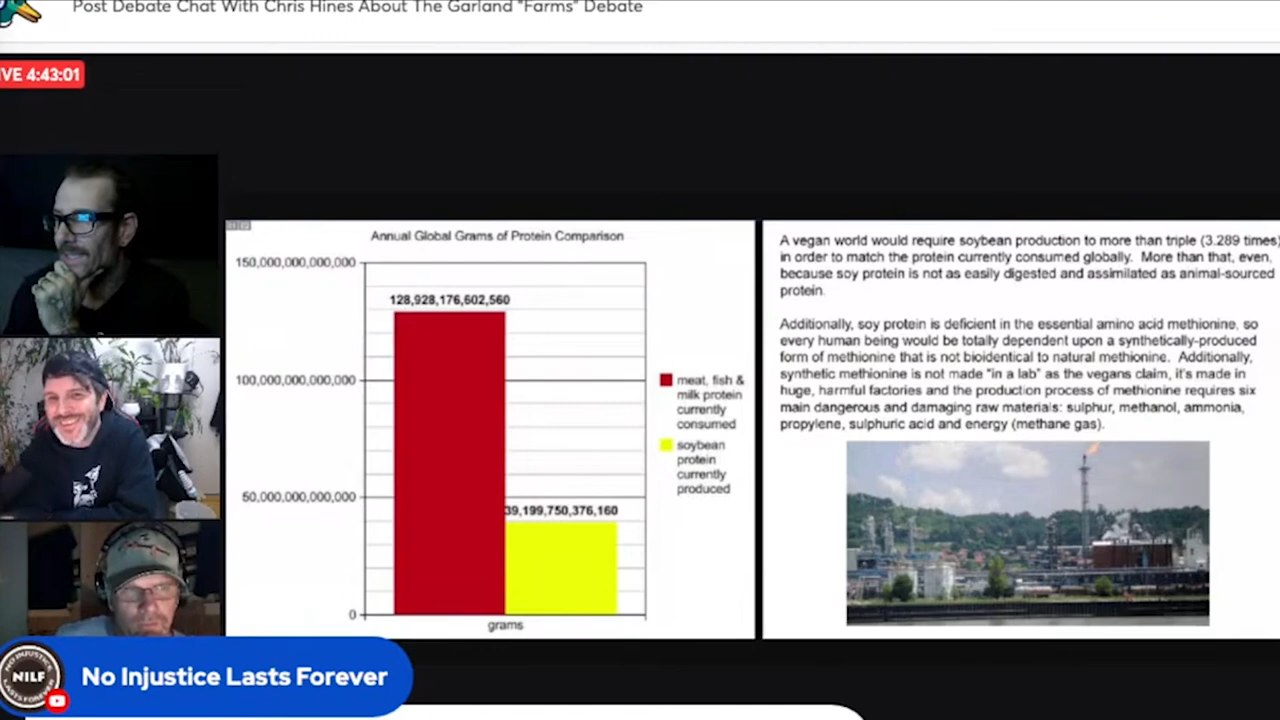 Post Debate Chat With Chris Hines About The Garland "Farms" Debate
IVE 4:43:01
Annual Global Grams of Protein Comparison
150,000,000,000,000
128,928,176,602,560
100,000,000,000,000
50,000,000,000,000
39,199,750,376,160
0
grams
meat, fish &
milk protein
currently
consumed
soybean
protein
currently
produced
A vegan world would require soybean production to more than triple (3.289 times)
in order to match the protein currently consumed globally. More than that, even,
because soy protein is not as easily digested and assimilated as animal-sourced
protein.
Additionally, soy protein is deficient in the essential amino acid methionine, so
every human being would be totally dependent upon a synthetically-produced
form of methionine that is not bioidentical to natural methionine. Additionally,
synthetic methionine is not made "in a lab" as the vegans claim, it's made in
huge, harmful factories and the production process of methionine requires six
main dangerous and damaging raw materials: sulphur, methanol, ammonia,
propylene, sulphuric acid and energy (methane gas).
NO INJUSTICE
NILF
LASTS FOREVER
No Injustice Lasts Forever